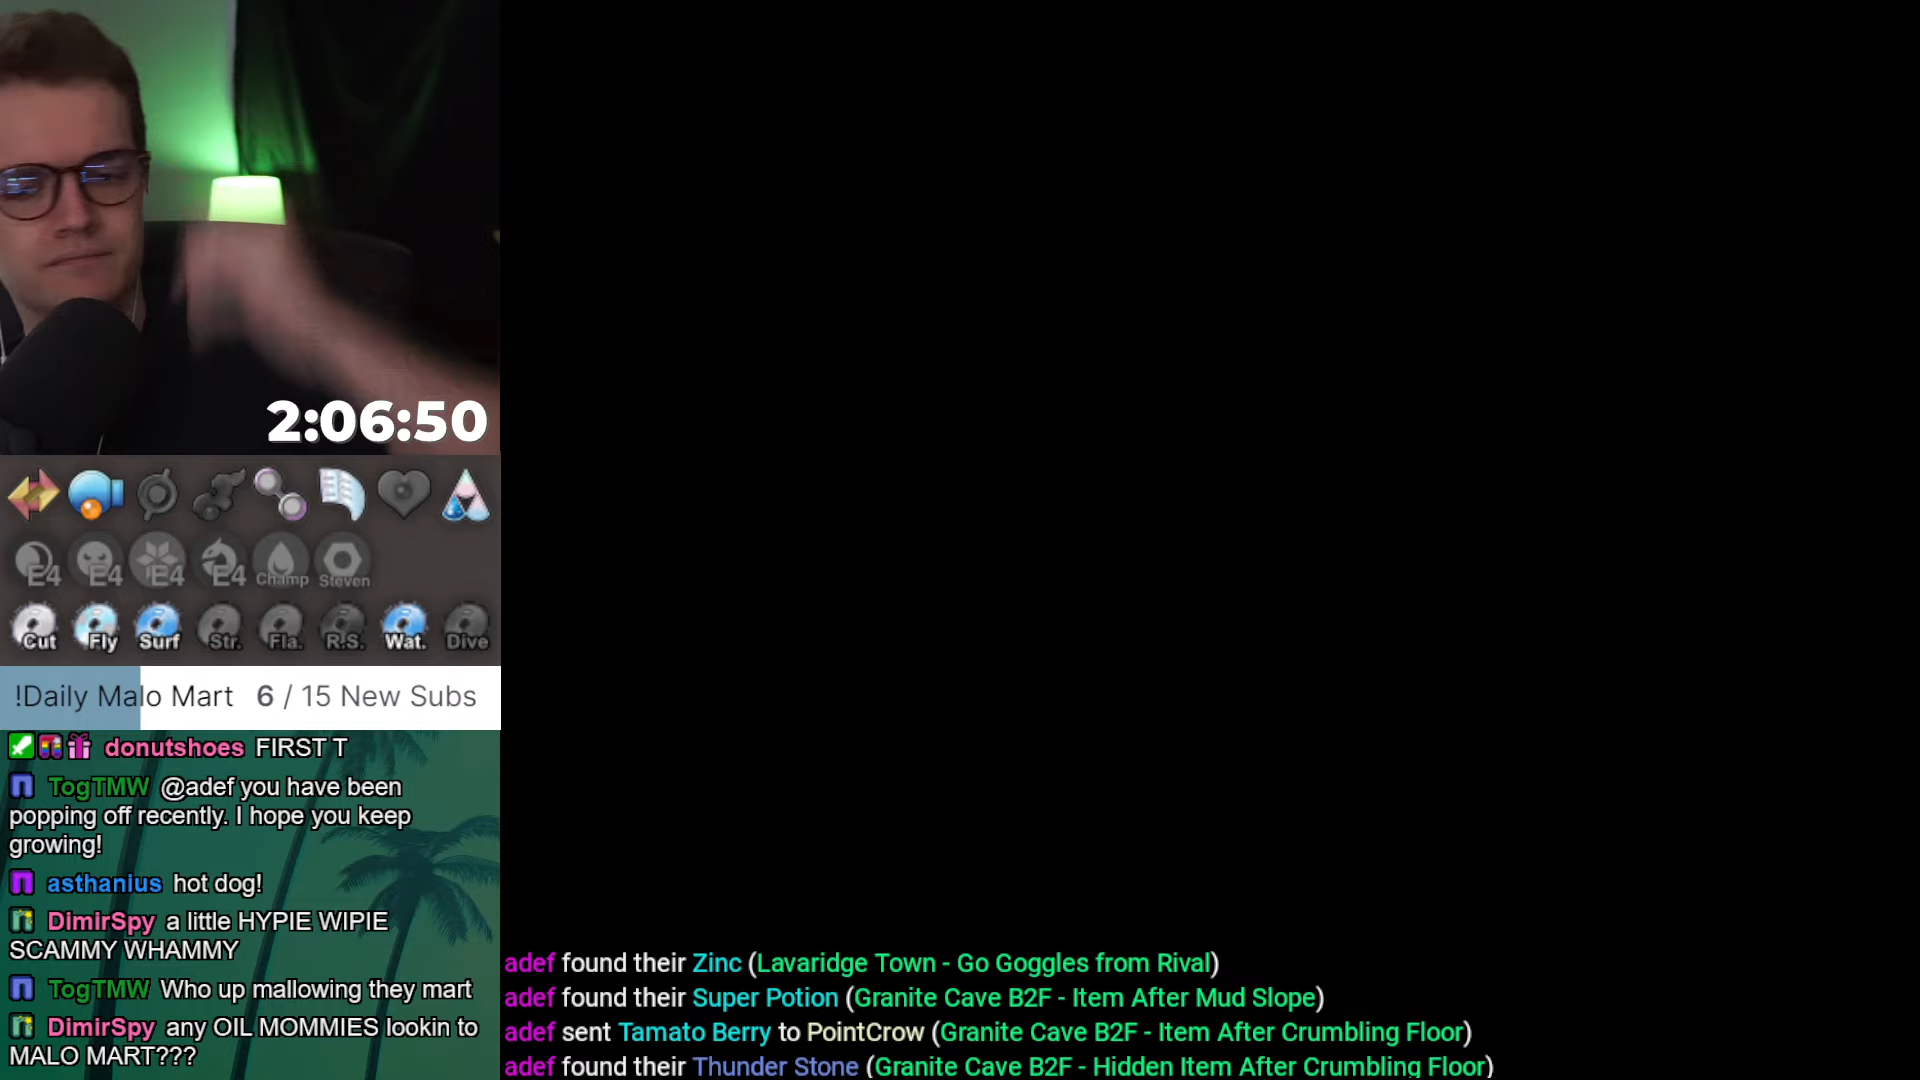 2:06:50
E4 E4 E4 E4 Champ Steven
Cut Fly Surf Str. Fla. R.S. Wat. Dive
!Daily Malo Mart 6 / 15 New Subs
donutshoes FIRST T
TogTMW @adef you have been
popping off recently. I hope you keep
growing!
asthanius hot dog!
DimirSpy a little HYPIE WIPIE
SCAMMY WHAMMY
TogTMW Who up mallowing they mart
DimirSpy any OIL MOMMIES lookin to
MALO MART???
adef found their Zinc (Lavaridge Town - Go Goggles from Rival)
adef found their Super Potion (Granite Cave B2F - Item After Mud Slope)
adef sent Tamato Berry to PointCrow (Granite Cave B2F - Item After Crumbling Floor)
adef found their Thunder Stone (Granite Cave B2F - Hidden Item After Crumbling Floor)